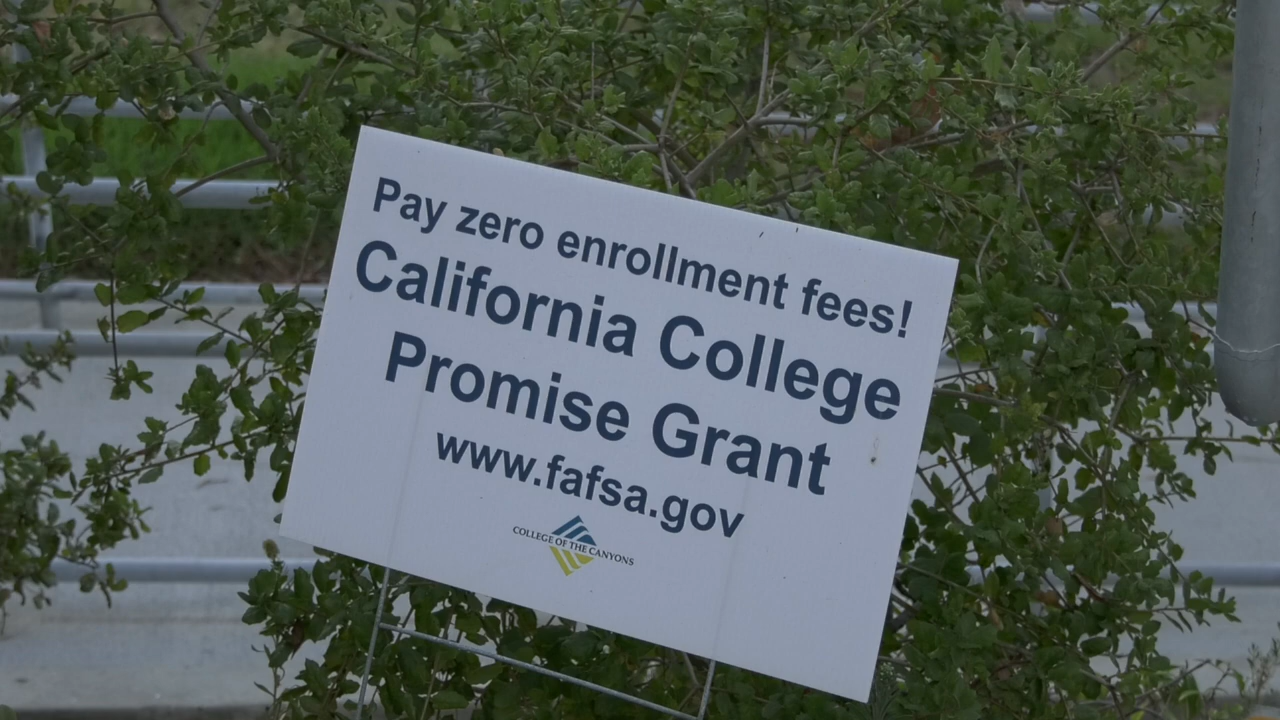 Pay zero enrollment fees!
California College
Promise Grant
www.fafsa.gov
COLLEGE OF THE CANYONS